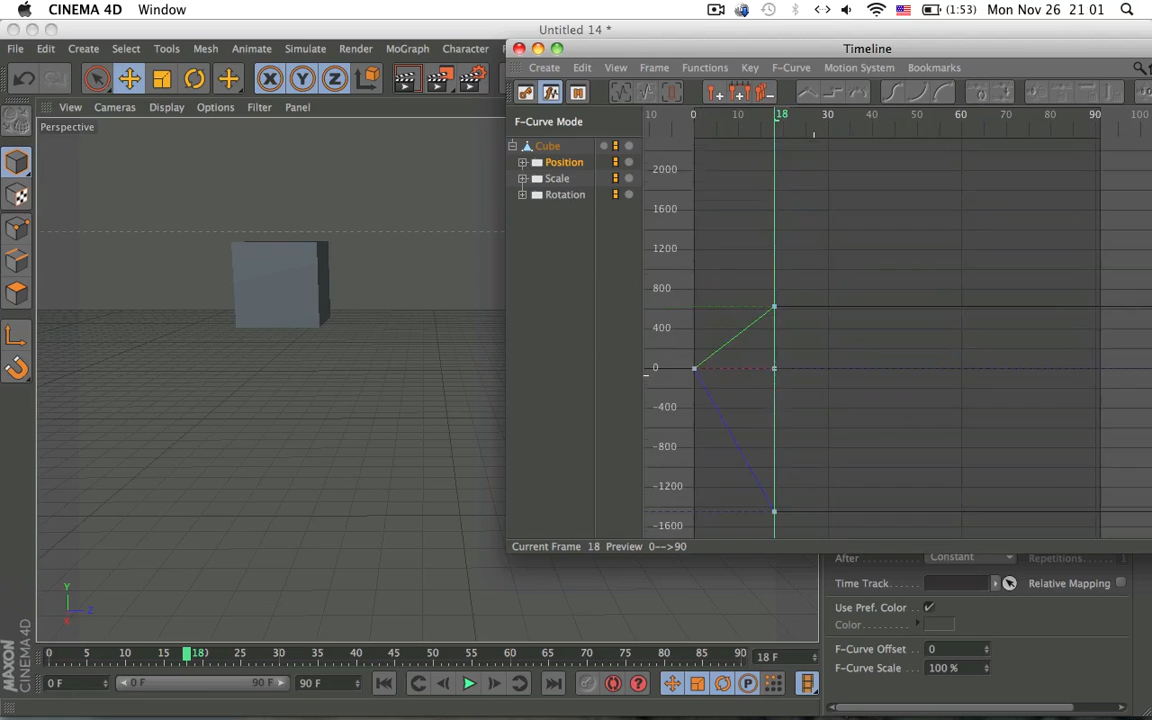 CINEMA 4D Window (1:53) Mon Nov 26 21 01
Untitled 14 *
File Edit Create Select Tools Mesh Animate Simulate Render MoGraph Character
Timeline
Create Edit View Frame Functions Key F-Curve Motion System Bookmarks
X Y Z
View Cameras Display Options Filter Panel
Perspective
F-Curve Mode
10 0 10 18 30 40 50 60 70 80 90 100
Cube
Position
Scale
Rotation
2000
1600
1200
800
400
0
-400
-800
-1200
-1600
Current Frame 18 Preview 0-->90
After Constant Repetitions 1
Time Track Relative Mapping
Use Pref. Color
Color
F-Curve Offset 0
F-Curve Scale 100 %
Y
Z
X
0 5 10 15 18) 25 30 35 40 45 50 55 60 65 70 75 80 85 90 18 F
0 F 0 F 90 F 90 F P
MAXON
CINEMA 4D